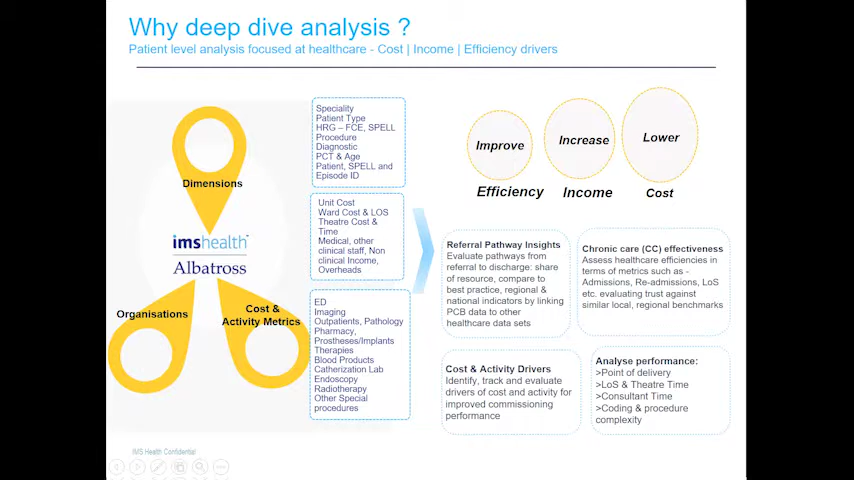 Why deep dive analysis ?
Patient level analysis focused at healthcare - Cost | Income | Efficiency drivers
Dimensions
imshealth
Albatross
Organisations
Cost &
Activity Metrics
Speciality
Patient Type
HRG – FCE, SPELL
Procedure
Diagnostic
PCT & Age
Patient, SPELL and
Episode ID
Unit Cost
Ward Cost & LOS
Theatre Cost &
Time
Medical, other
clinical staff, Non
clinical Income,
Overheads
ED
Imaging
Outpatients, Pathology
Pharmacy,
Prostheses/Implants
Therapies
Blood Products
Catherization Lab
Endoscopy
Radiotherapy
Other Special
procedures
Improve
Increase
Lower
Efficiency
Income
Cost
Referral Pathway Insights
Evaluate pathways from
referral to discharge: share
of resource, compare to
best practice, regional &
national indicators by linking
PCB data to other
healthcare data sets
Chronic care (CC) effectiveness
Assess healthcare efficiencies in
terms of metrics such as -
Admissions, Re-admissions, LoS
etc. evaluating trust against
similar local, regional benchmarks
Cost & Activity Drivers
Identify, track and evaluate
drivers of cost and activity for
improved commissioning
performance
Analyse performance:
>Point of delivery
>LoS & Theatre Time
>Consultant Time
>Coding & procedure
complexity
IMS Health Confidential